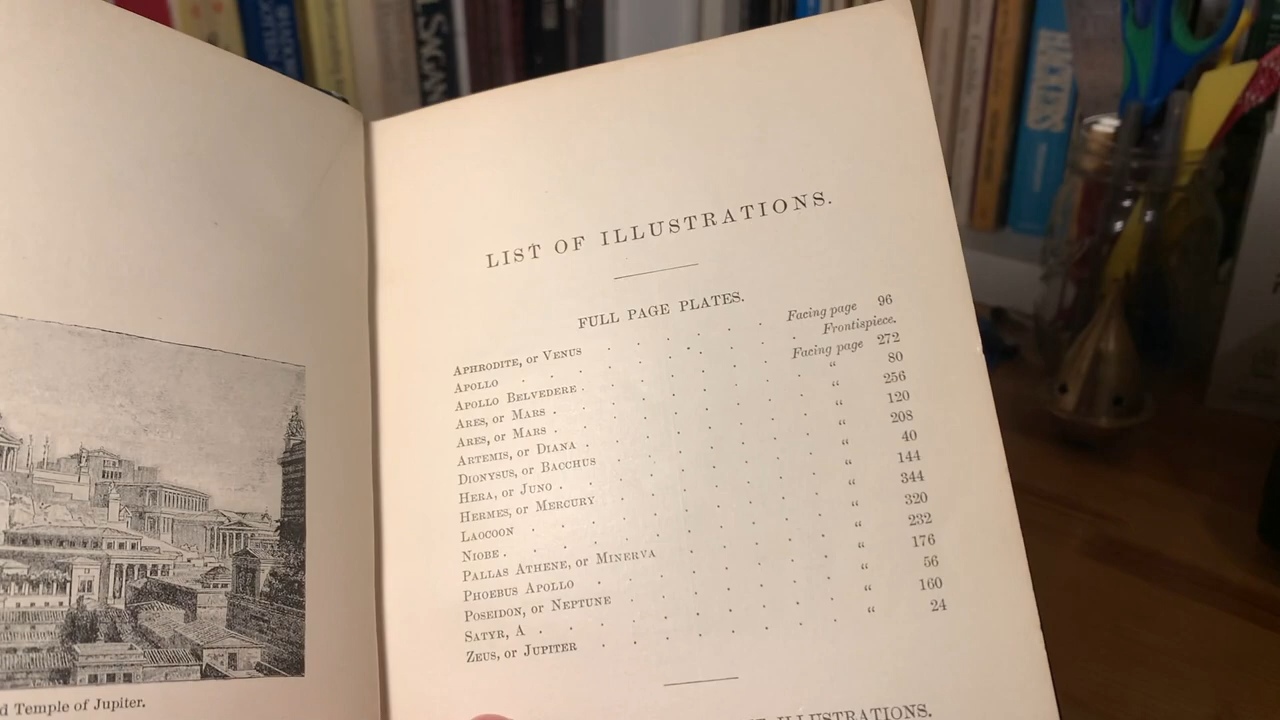 SAGAN
HACKERS
Temple of Jupiter.
LIST OF ILLUSTRATIONS.
FULL PAGE PLATES.
APHRODITE, or VENUS . . . . . Facing page 96
APOLLO . . . . . . Frontispiece.
APOLLO BELVEDERE . . . . . . Facing page 272
ARES, or MARS . . . . . . “ 80
ARES, or MARS . . . . . . “ 256
ARTEMIS, or DIANA . . . . . . “ 120
DIONYSUS, or BACCHUS . . . . . “ 208
HERA, or JUNO . . . . . . “ 40
HERMES, or MERCURY . . . . . “ 144
LAOCOON . . . . . . “ 344
NIOBE . . . . . . . “ 320
PALLAS ATHENE, or MINERVA . . . . “ 232
PHOEBUS APOLLO . . . . . “ 176
POSEIDON, or NEPTUNE . . . . . “ 56
SATYR, A . . . . . . “ 160
ZEUS, or JUPITER . . . . . “ 24
ILLUSTRATIONS.